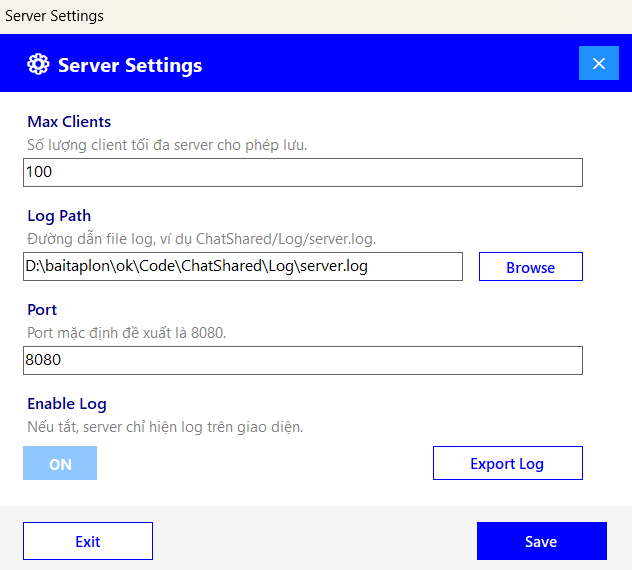 Server Settings
Server Settings
Max Clients
Số lượng client tối đa server cho phép lưu.
100
Log Path
Đường dẫn file log, ví dụ ChatShared/Log/server.log.
D:\baitaplon\ok\Code\ChatShared\Log\server.log
Browse
Port
Port mặc định đề xuất là 8080.
8080
Enable Log
Nếu tắt, server chỉ hiện log trên giao diện.
ON
Export Log
Exit
Save